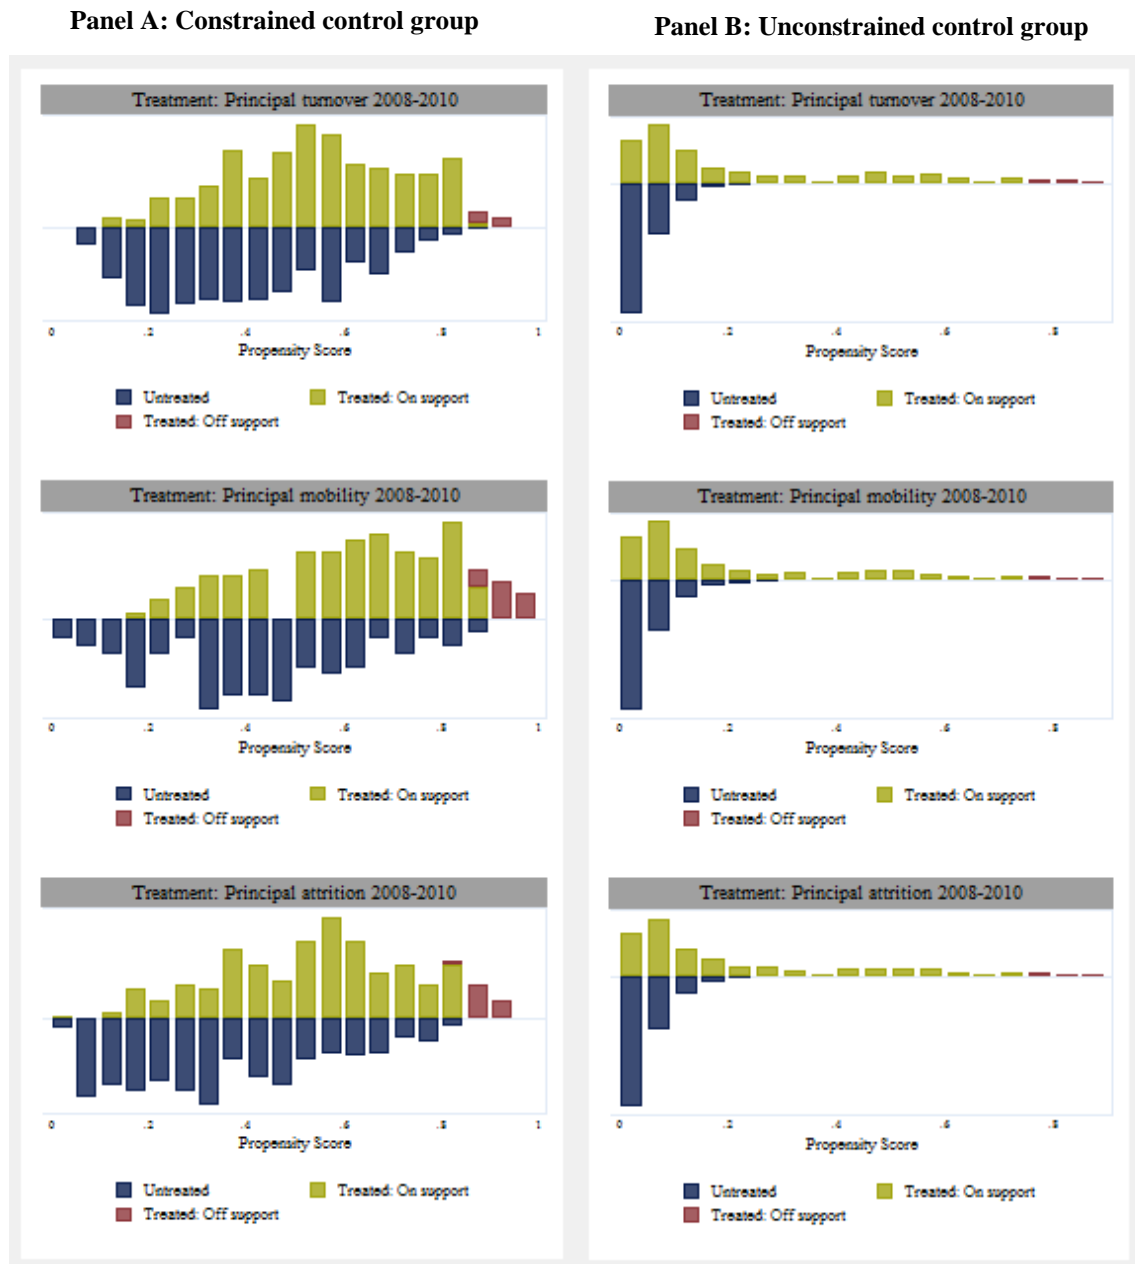 Panel A: Constrained control group
Panel B: Unconstrained control group
Treatment: Principal turnover 2008-2010
0 .2 .4 .6 .8 1
Propensity Score
Untreated
Treated: On support
Treated: Off support
Treatment: Principal mobility 2008-2010
0 .2 .4 .6 .8 1
Propensity Score
Untreated
Treated: On support
Treated: Off support
Treatment: Principal attrition 2008-2010
0 .2 .4 .6 .8 1
Propensity Score
Untreated
Treated: On support
Treated: Off support
Treatment: Principal turnover 2008-2010
0 .2 .4 .6 .8
Propensity Score
Untreated
Treated: On support
Treated: Off support
Treatment: Principal mobility 2008-2010
0 .2 .4 .6 .8
Propensity Score
Untreated
Treated: On support
Treated: Off support
Treatment: Principal attrition 2008-2010
0 .2 .4 .6 .8
Propensity Score
Untreated
Treated: On support
Treated: Off support